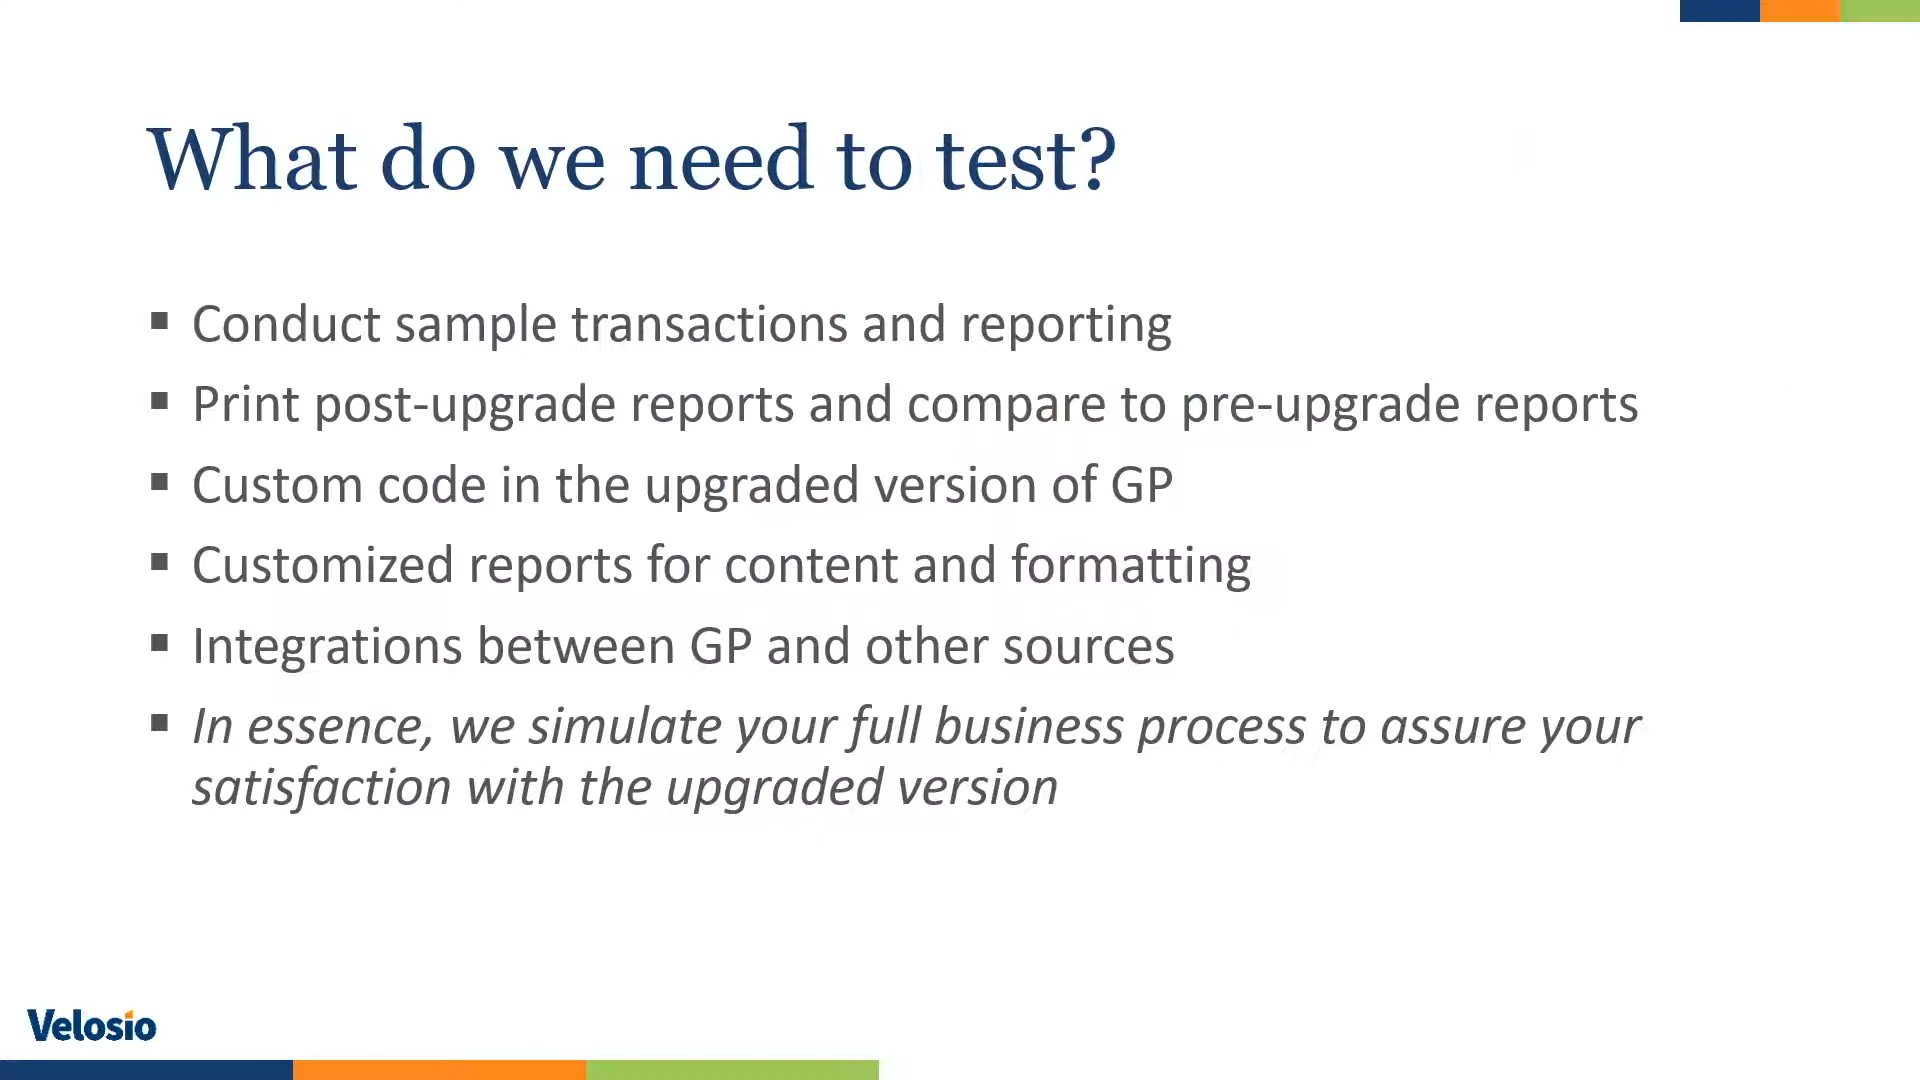 What do we need to test?
▪ Conduct sample transactions and reporting
▪ Print post-upgrade reports and compare to pre-upgrade reports
▪ Custom code in the upgraded version of GP
▪ Customized reports for content and formatting
▪ Integrations between GP and other sources
▪ In essence, we simulate your full business process to assure your
satisfaction with the upgraded version
Velosio